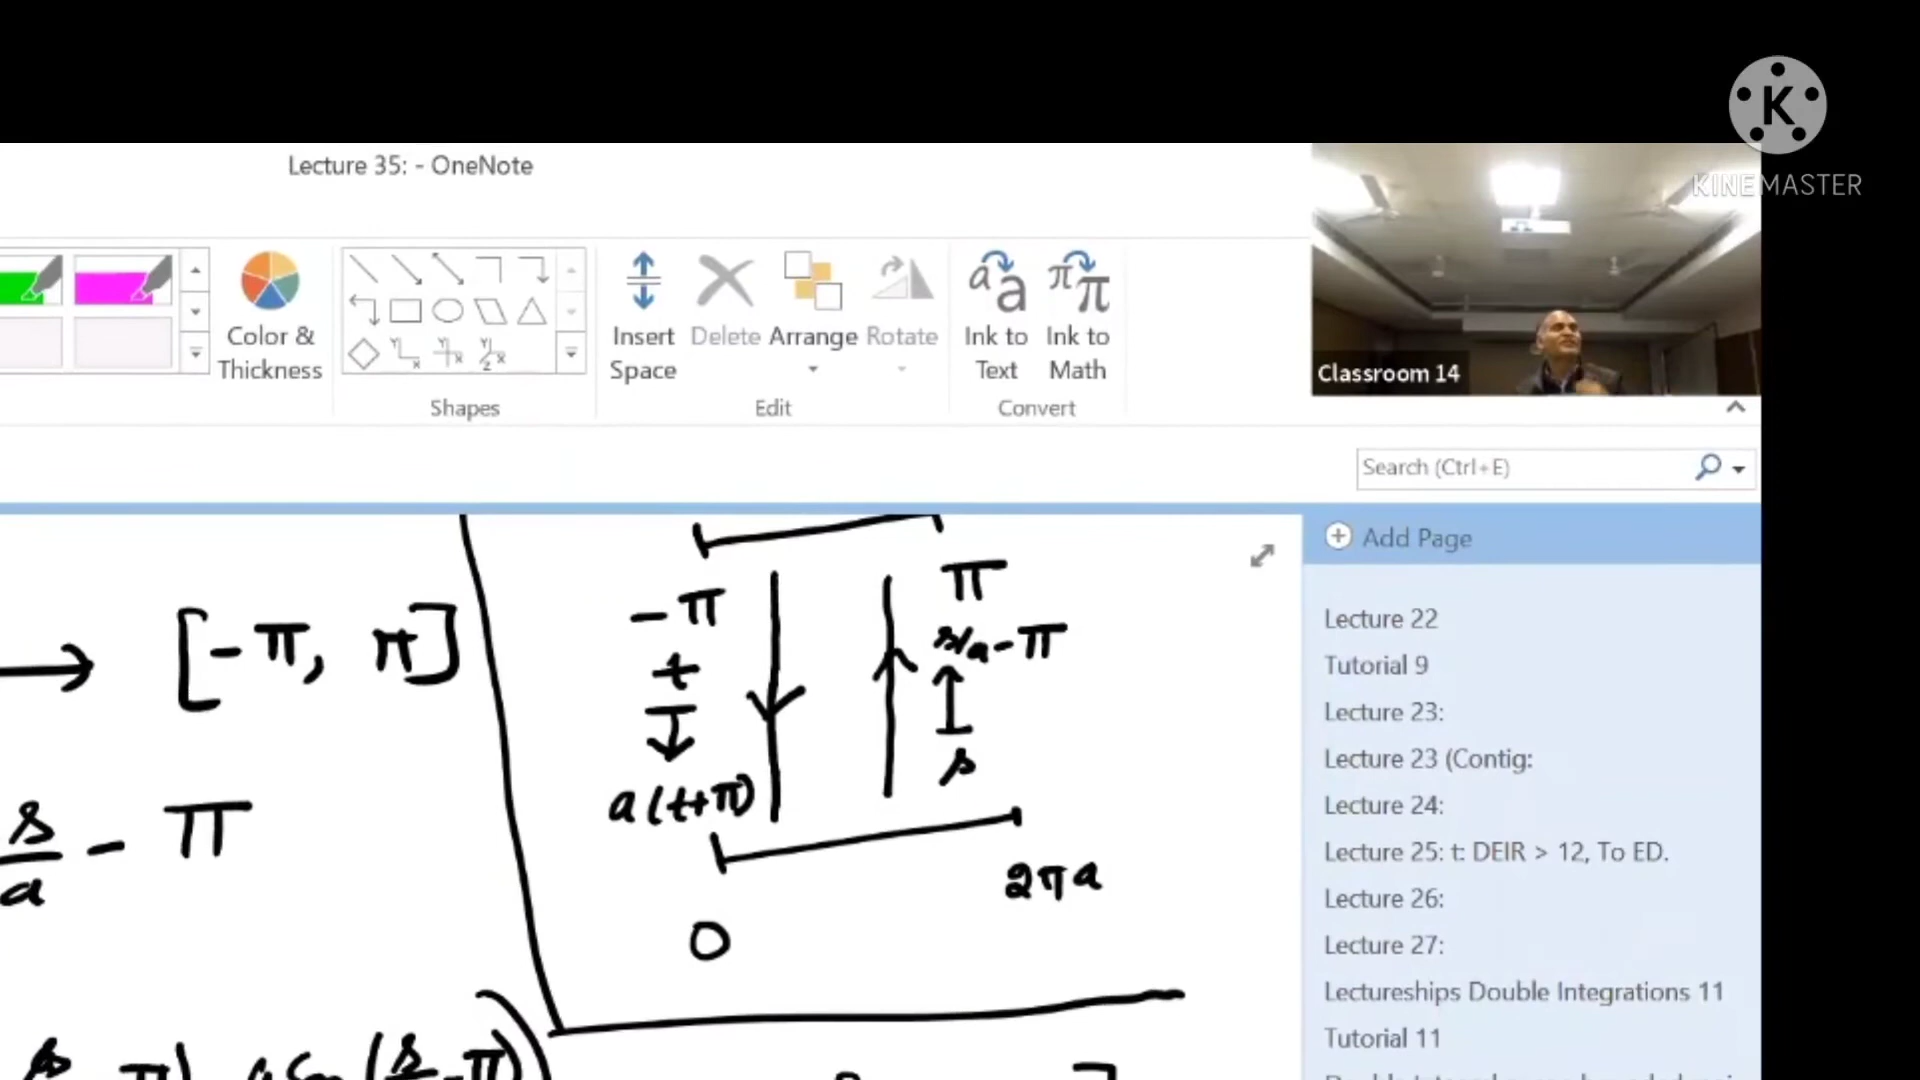 K
KINEMASTER
Lecture 35: - OneNote
Color &
Thickness
Shapes
Insert
Space
Delete
Arrange
Rotate
Edit
Ink to
Text
Ink to
Math
Convert
Classroom 14
Search (Ctrl+E)
Add Page
Lecture 22
Tutorial 9
Lecture 23:
Lecture 23 (Contig:
Lecture 24:
Lecture 25: t: DEIR > 12, To ED.
Lecture 26:
Lecture 27:
Lectureships Double Integrations 11
Tutorial 11
→ [-π, π]
s/a - π
-π
π
t
↧
a(t+π)
s/a - π
↥
s
0
2πa